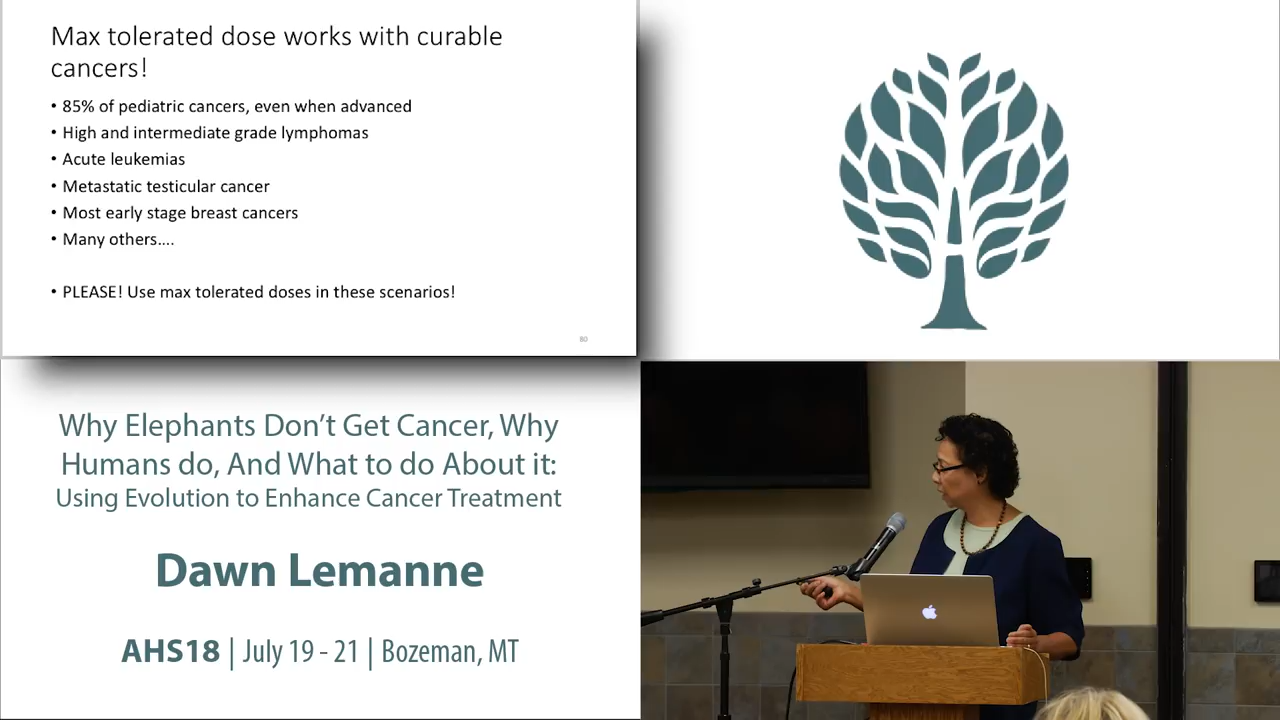 Max tolerated dose works with curable
cancers!
• 85% of pediatric cancers, even when advanced
• High and intermediate grade lymphomas
• Acute leukemias
• Metastatic testicular cancer
• Most early stage breast cancers
• Many others....
• PLEASE! Use max tolerated doses in these scenarios!
80
Why Elephants Don’t Get Cancer, Why
Humans do, And What to do About it:
Using Evolution to Enhance Cancer Treatment
Dawn Lemanne
AHS18 | July 19 - 21 | Bozeman, MT